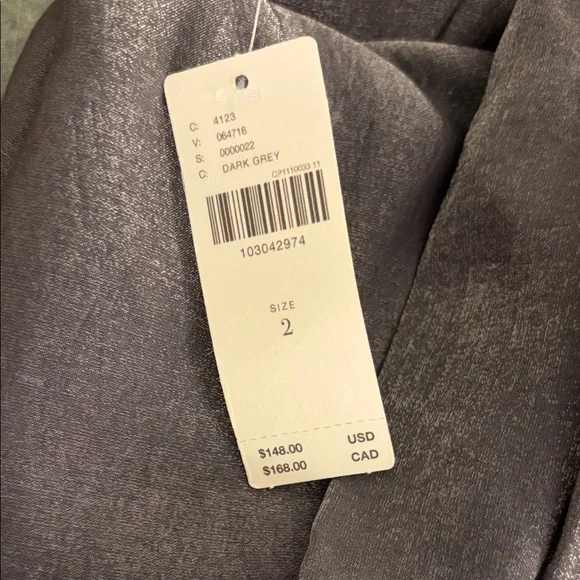 C: 4123
V: 064716
S: 0000022
C: DARK GREY
CP1110033 11
103042974
SIZE
2
$148.00 USD
$168.00 CAD